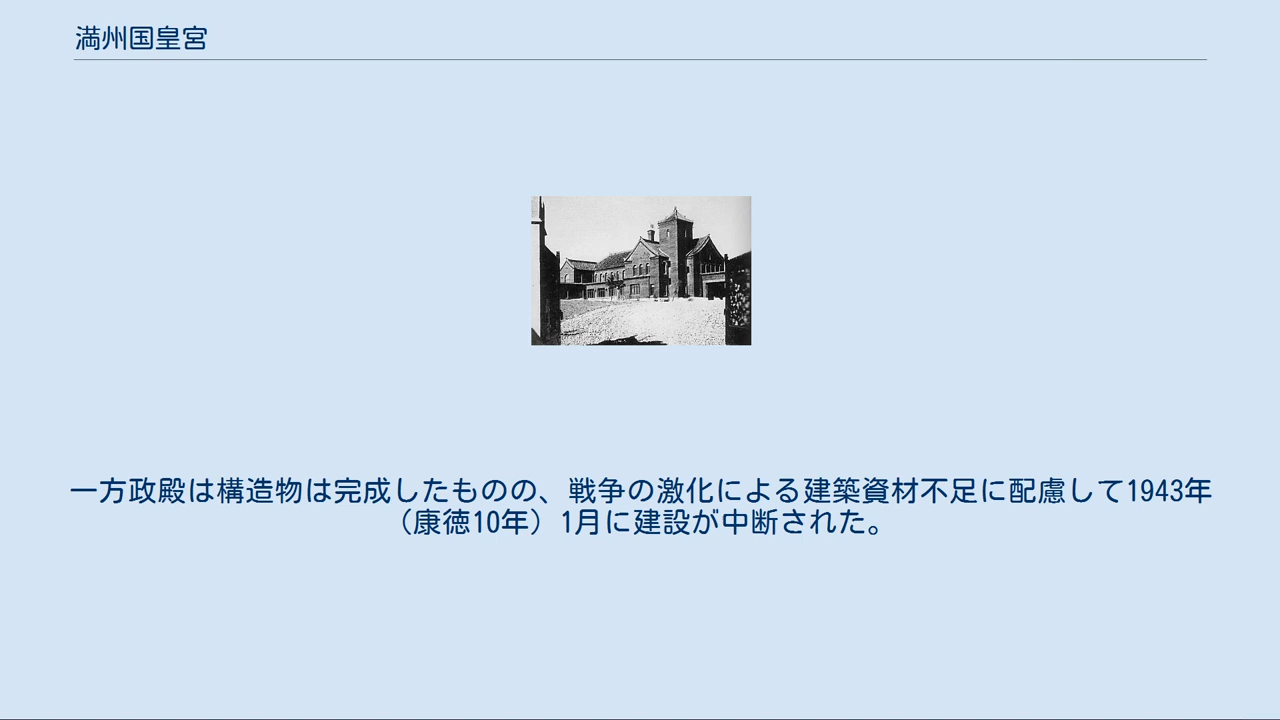 満州国皇宮
一方政殿は構造物は完成したものの、戦争の激化による建築資材不足に配慮して1943年
（康徳10年）1月に建設が中断された。